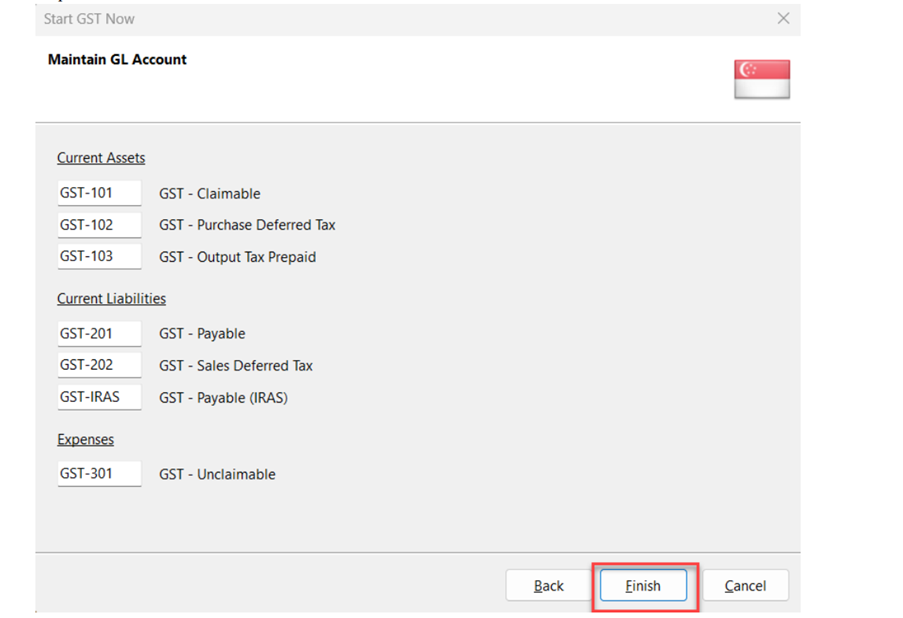 Start GST Now
Maintain GL Account
Current Assets
GST-101 GST - Claimable
GST-102 GST - Purchase Deferred Tax
GST-103 GST - Output Tax Prepaid
Current Liabilities
GST-201 GST - Payable
GST-202 GST - Sales Deferred Tax
GST-IRAS GST - Payable (IRAS)
Expenses
GST-301 GST - Unclaimable
Back Finish Cancel